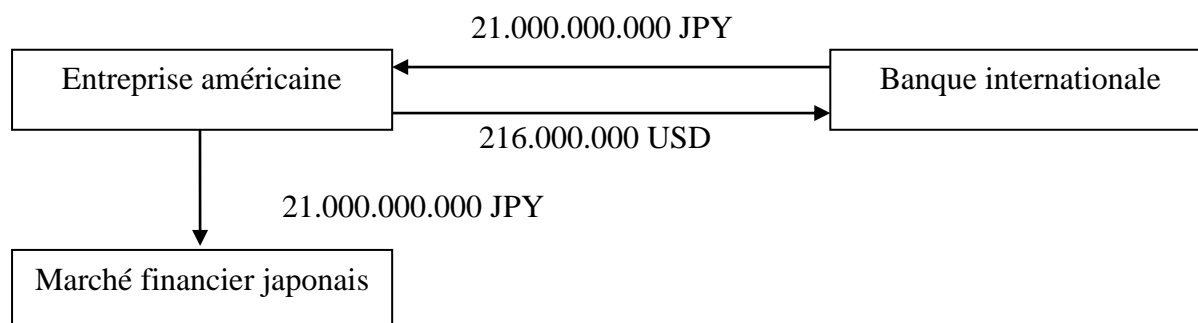 21.000.000.000 JPY
Entreprise américaine
Banque internationale
216.000.000 USD
21.000.000.000 JPY
Marché financier japonais